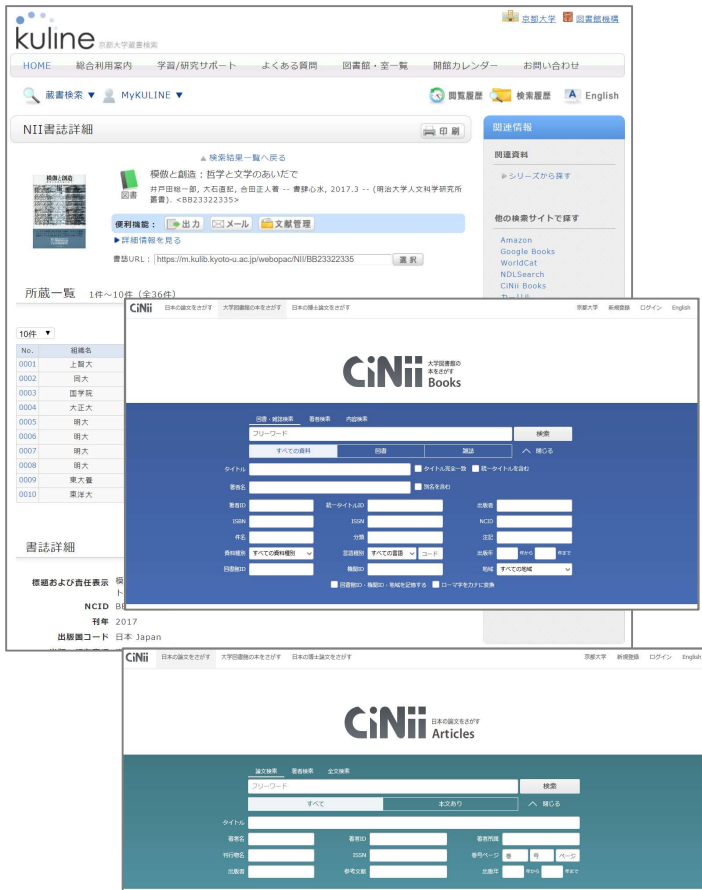 京都大学 図書館機構
kuline 京都大学蔵書検索
HOME 総合利用案内 学習/研究サポート よくある質問 図書館・室一覧 開館カレンダー お問い合わせ
蔵書検索 ▼ MyKULINE ▼ 閲覧履歴 検索履歴 A English
NII書誌詳細 印刷
▲検索結果一覧へ戻る
模倣と創造
図書
模倣と創造 : 哲学と文学のあいだで
井戸田総一郎, 大石直記, 合田正人著 -- 書肆心水, 2017.3 -- (明治大学人文科学研究所
叢書). <BB23322335>
便利機能: 出力 メール 文献管理
▶詳細情報を見る
書誌URL: https://m.kulib.kyoto-u.ac.jp/webopac/NII/BB23322335 選択
関連情報
関連資料
▶シリーズから探す
他の検索サイトで探す
Amazon
Google Books
WorldCat
NDLSearch
CiNii Books
カーリル
所蔵一覧 1件～10件（全36件）
10件 ▼
No. 組織名
0001 上智大
0002 同大
0003 国学院
0004 大正大
0005 明大
0006 明大
0007 明大
0008 明大
0009 東大養
0010 東洋大
書誌詳細
標題および責任表示 模
ト
NCID BB
刊年 2017
出版国コード 日本 Japan
CiNii 日本の論文をさがす 大学図書館の本をさがす 日本の博士論文をさがす 京都大学 新規登録 ログイン English
CiNii 大学図書館の
本をさがす
Books
図書・雑誌検索 著者検索 内容検索
フリーワード 検索
すべての資料 図書 雑誌 閉じる
タイトル タイトル完全一致 統一タイトルを含む
著者名 別名を含む
著者ID 統一タイトルID 出版者
ISBN ISSN NCID
件名 分類 注記
資料種別 すべての資料種別 言語種別 すべての言語 コード 出版年 年から 年まで
図書館ID 機関ID 地域 すべての地域
図書館ID・機関ID・地域を記憶する ローマ字をカナに変換
CiNii 日本の論文をさがす 大学図書館の本をさがす 日本の博士論文をさがす 京都大学 新規登録 ログイン English
CiNii 日本の論文をさがす
Articles
論文検索 著者検索 全文検索
フリーワード 検索
すべて 本文あり 閉じる
タイトル
著者名 著者ID 著者所属
刊行物名 ISSN 巻号ページ 巻 号 ページ
出版者 参考文献 出版年 年から 年まで